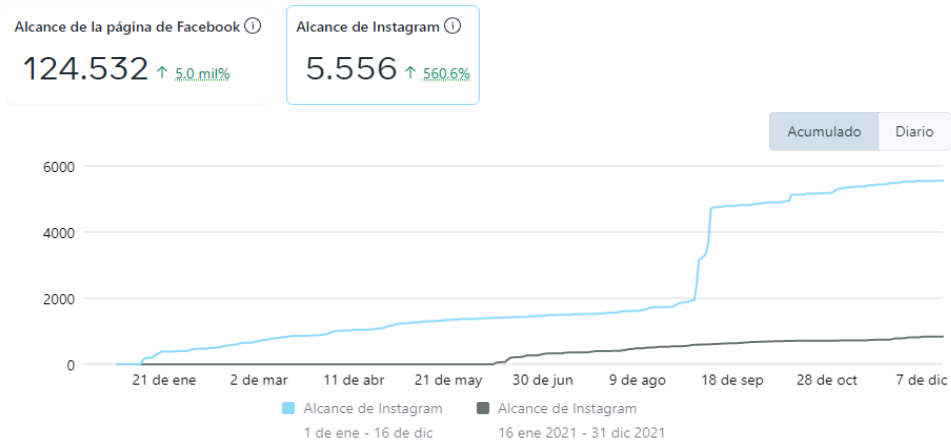 Alcance de la página de Facebook
124.532 ↑ 5,0 mil%
Alcance de Instagram
5.556 ↑ 560,6%
Acumulado Diario
6000
4000
2000
0
21 de ene 2 de mar 11 de abr 21 de may 30 de jun 9 de ago 18 de sep 28 de oct 7 de dic
Alcance de Instagram
1 de ene - 16 de dic
Alcance de Instagram
16 ene 2021 - 31 dic 2021